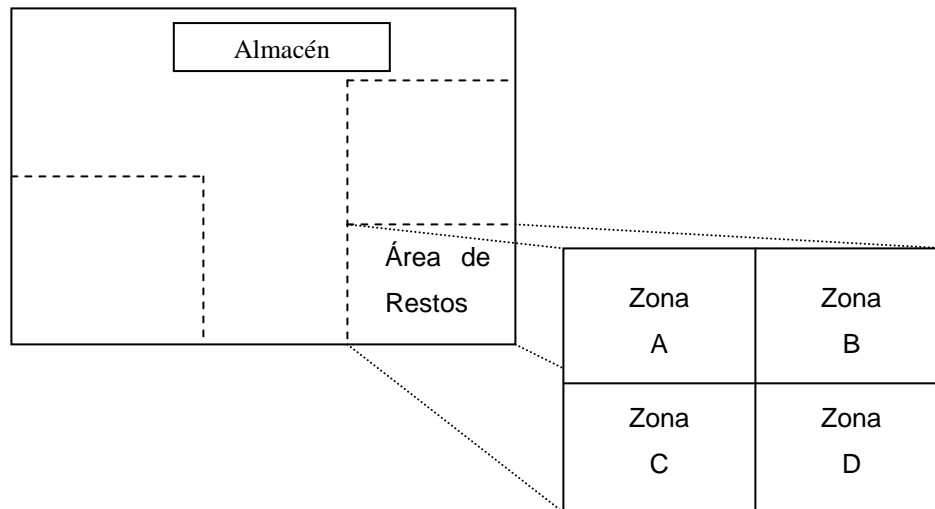 Almacén
Área de
Restos
Zona
A
Zona
B
Zona
C
Zona
D